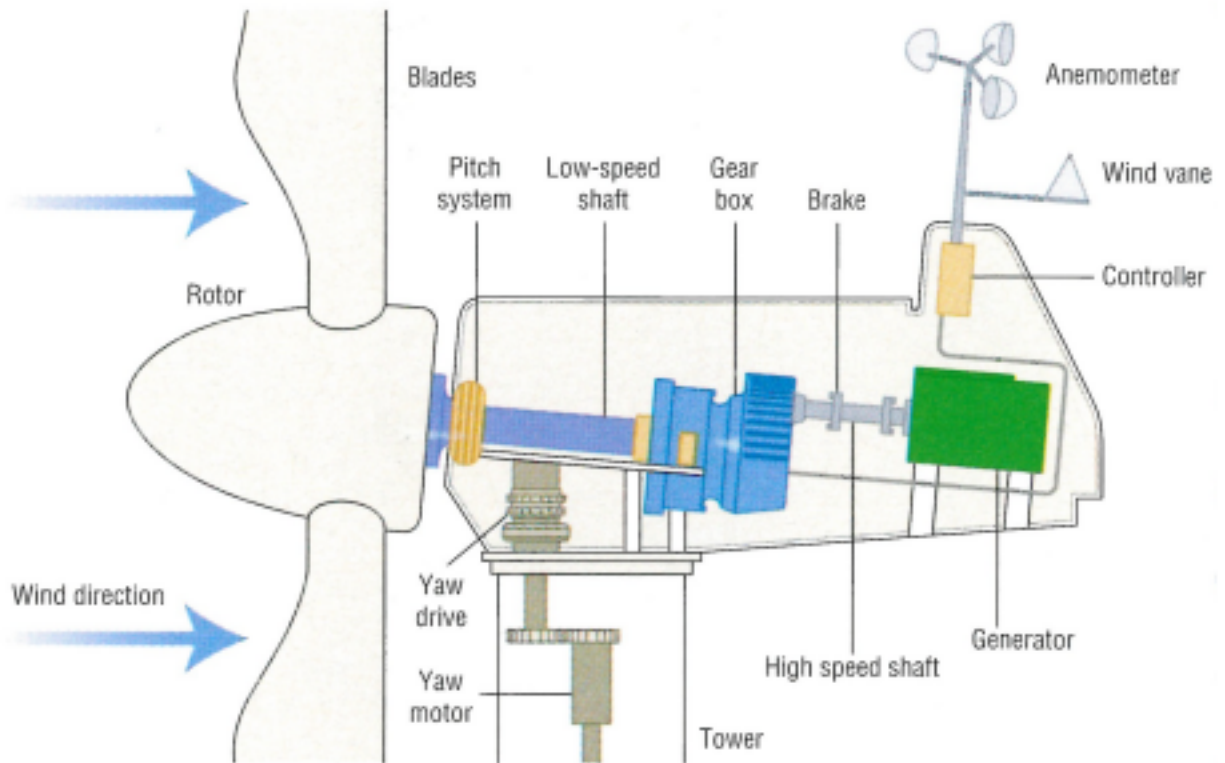 Blades
Anemometer
Pitch
system
Low-speed
shaft
Gear
box
Brake
Wind vane
Controller
Rotor
Wind direction
Yaw
drive
Generator
High speed shaft
Yaw
motor
Tower